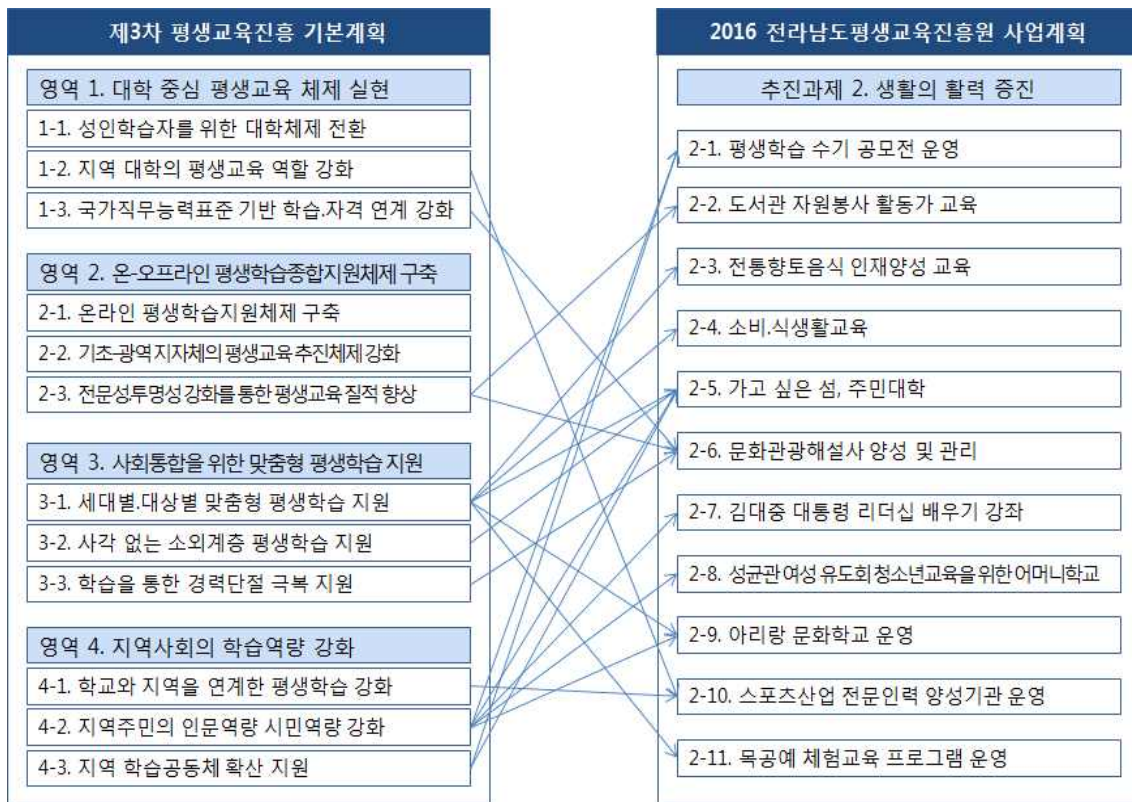 제3차 평생교육진흥 기본계획
영역 1. 대학 중심 평생교육 체제 실현
1-1. 성인학습자를 위한 대학체제 전환
1-2. 지역 대학의 평생교육 역할 강화
1-3. 국가직무능력표준 기반 학습.자격 연계 강화
영역 2. 온-오프라인 평생학습종합지원체제 구축
2-1. 온라인 평생학습지원체제 구축
2-2. 기초-광역 지자체의 평생교육 추진체제 강화
2-3. 전문성.투명성 강화를 통한 평생교육 질적 향상
영역 3. 사회통합을 위한 맞춤형 평생학습 지원
3-1. 세대별.대상별 맞춤형 평생학습 지원
3-2. 사각 없는 소외계층 평생학습 지원
3-3. 학습을 통한 경력단절 극복 지원
영역 4. 지역사회의 학습역량 강화
4-1. 학교와 지역을 연계한 평생학습 강화
4-2. 지역주민의 인문역량 시민역량 강화
4-3. 지역 학습공동체 확산 지원
2016 전라남도평생교육진흥원 사업계획
추진과제 2. 생활의 활력 증진
2-1. 평생학습 수기 공모전 운영
2-2. 도서관 자원봉사 활동가 교육
2-3. 전통향토음식 인재양성 교육
2-4. 소비.식생활교육
2-5. 가고 싶은 섬, 주민대학
2-6. 문화관광해설사 양성 및 관리
2-7. 김대중 대통령 리더십 배우기 강좌
2-8. 성균관 여성 유도회 청소년교육을 위한 어머니학교
2-9. 아리랑 문화학교 운영
2-10. 스포츠산업 전문인력 양성기관 운영
2-11. 목공예 체험교육 프로그램 운영